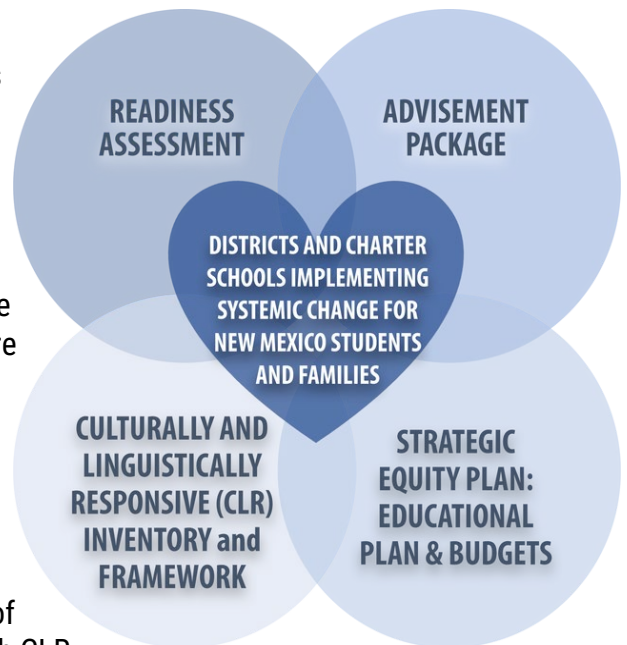 READINESS
ASSESSMENT
ADVISEMENT
PACKAGE
DISTRICTS AND CHARTER
SCHOOLS IMPLEMENTING
SYSTEMIC CHANGE FOR
NEW MEXICO STUDENTS
AND FAMILIES
CULTURALLY AND
LINGUISTICALLY
RESPONSIVE (CLR)
INVENTORY and
FRAMEWORK
STRATEGIC
EQUITY PLAN:
EDUCATIONAL
PLAN & BUDGETS
of